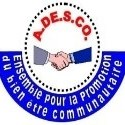 A.DE.S.CO.
Ensemble pour la Promotion
du bien etre communautaire